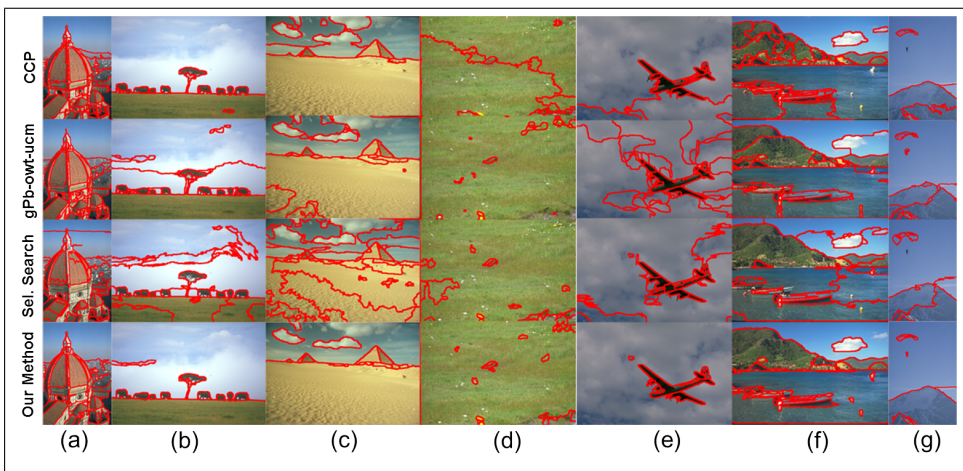 CCP
gPb-owt-ucm
Sel. Search
Our Method
(a) (b) (c) (d) (e) (f) (g)